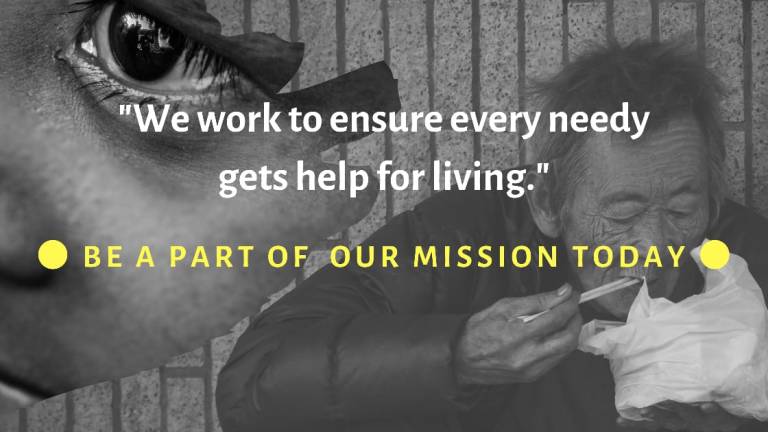 "We work to ensure every needy
gets help for living."
BE A PART OF OUR MISSION TODAY